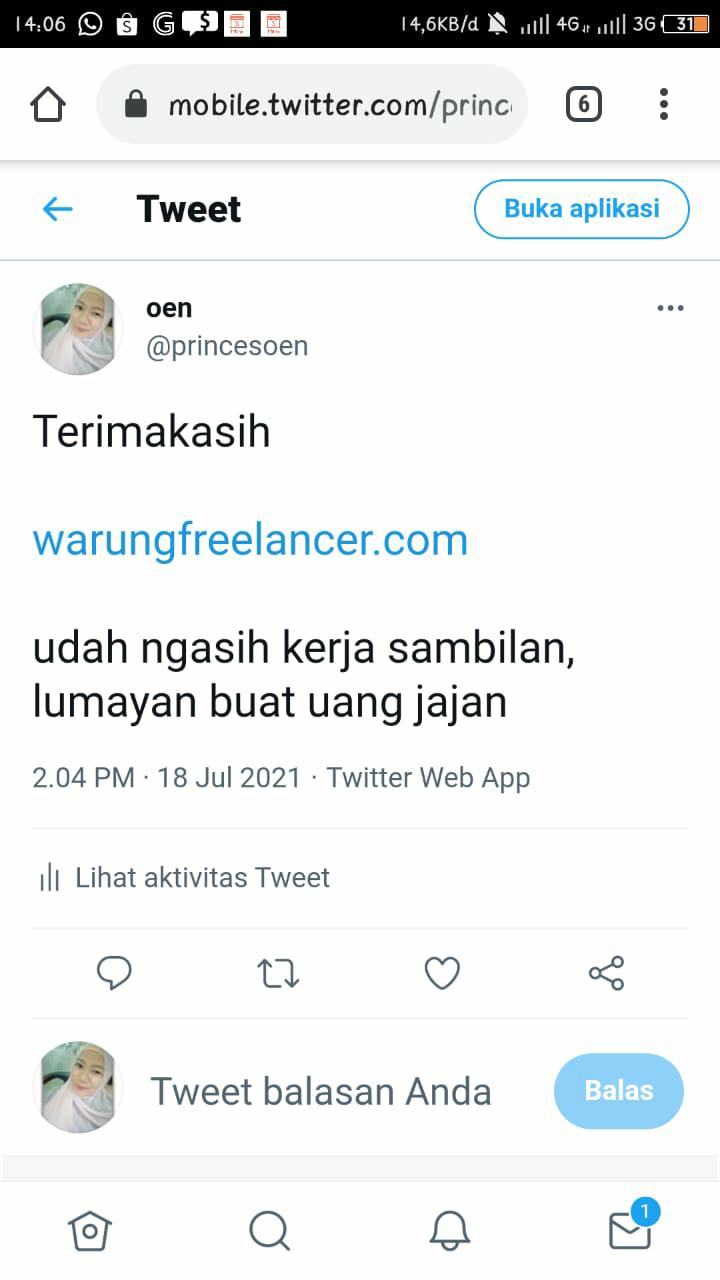 14:06 14,6KB/d 4G 3G 31
mobile.twitter.com/princ
6
Tweet
Buka aplikasi
oen
@princesoen
Terimakasih
warungfreelancer.com
udah ngasih kerja sambilan,
lumayan buat uang jajan
2.04 PM · 18 Jul 2021 · Twitter Web App
Lihat aktivitas Tweet
Tweet balasan Anda
Balas
1